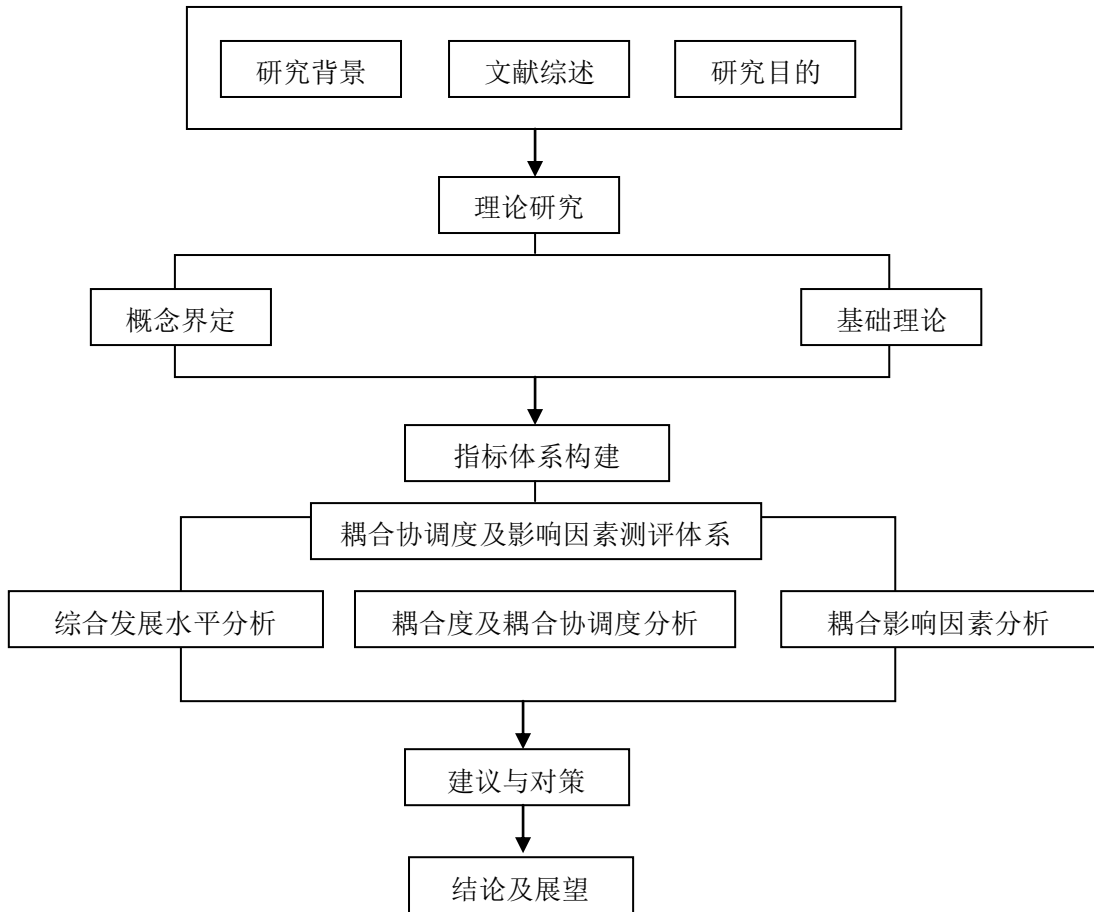 研究背景 文献综述 研究目的
理论研究
概念界定 基础理论
指标体系构建
耦合协调度及影响因素测评体系
综合发展水平分析 耦合度及耦合协调度分析 耦合影响因素分析
建议与对策
结论及展望